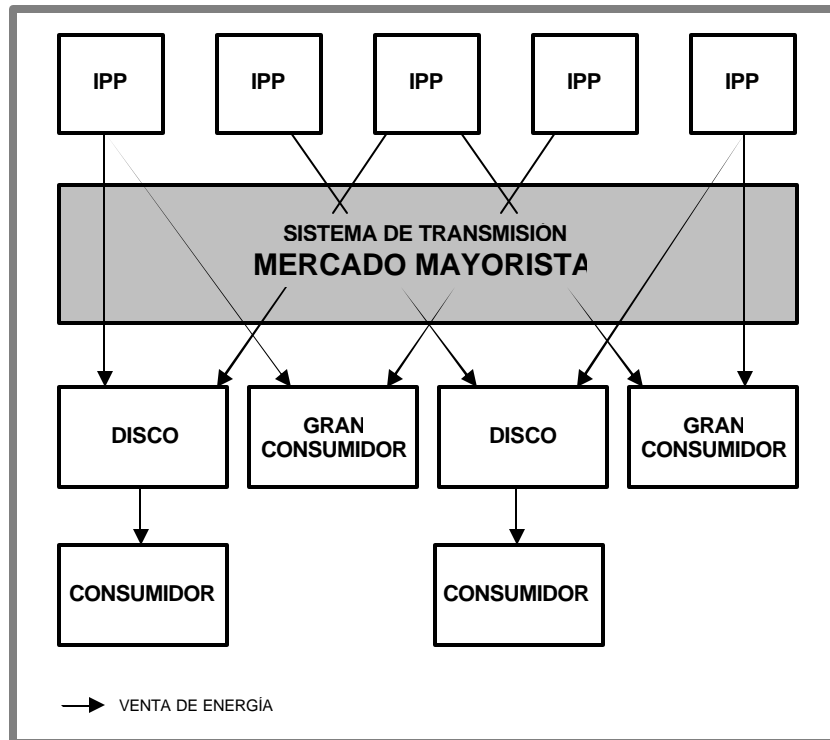 IPP
IPP
IPP
IPP
IPP
SISTEMA DE TRANSMISIÓN
MERCADO MAYORISTA
DISCO
GRAN
CONSUMIDOR
DISCO
GRAN
CONSUMIDOR
CONSUMIDOR
CONSUMIDOR
VENTA DE ENERGÍA